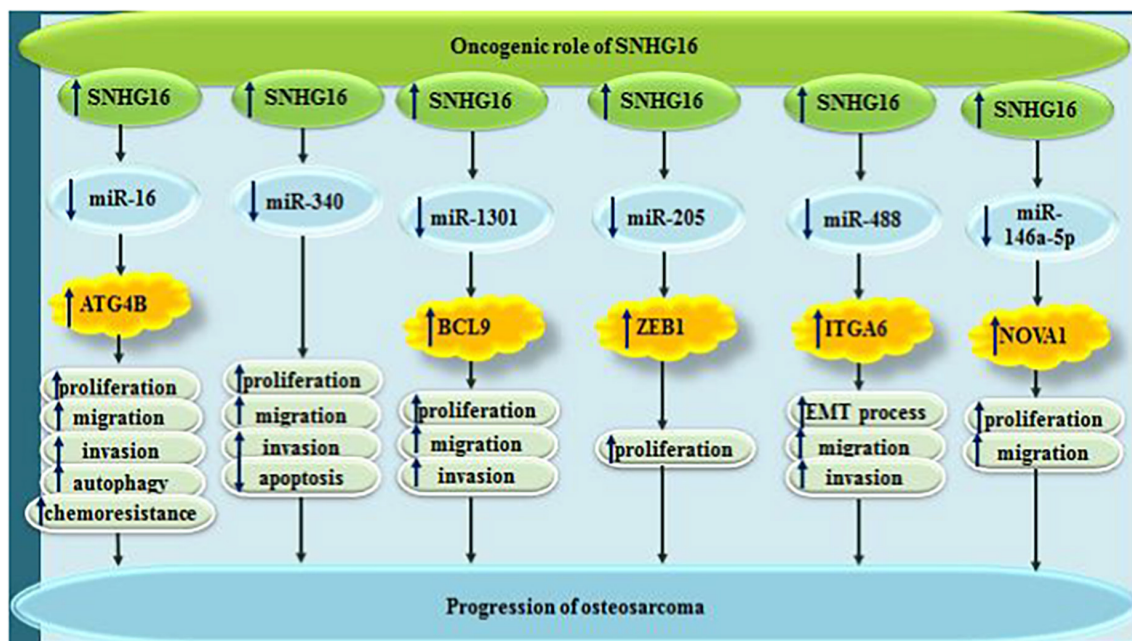 Oncogenic role of SNHG16
SNHG16
SNHG16
SNHG16
SNHG16
SNHG16
SNHG16
miR-16
miR-340
miR-1301
miR-205
miR-488
miR-
146a-5p
ATG4B
BCL9
ZEB1
ITGA6
NOVA1
proliferation
migration
invasion
autophagy
chemoresistance
proliferation
migration
invasion
apoptosis
proliferation
migration
invasion
proliferation
EMT process
migration
invasion
proliferation
migration
Progression of osteosarcoma